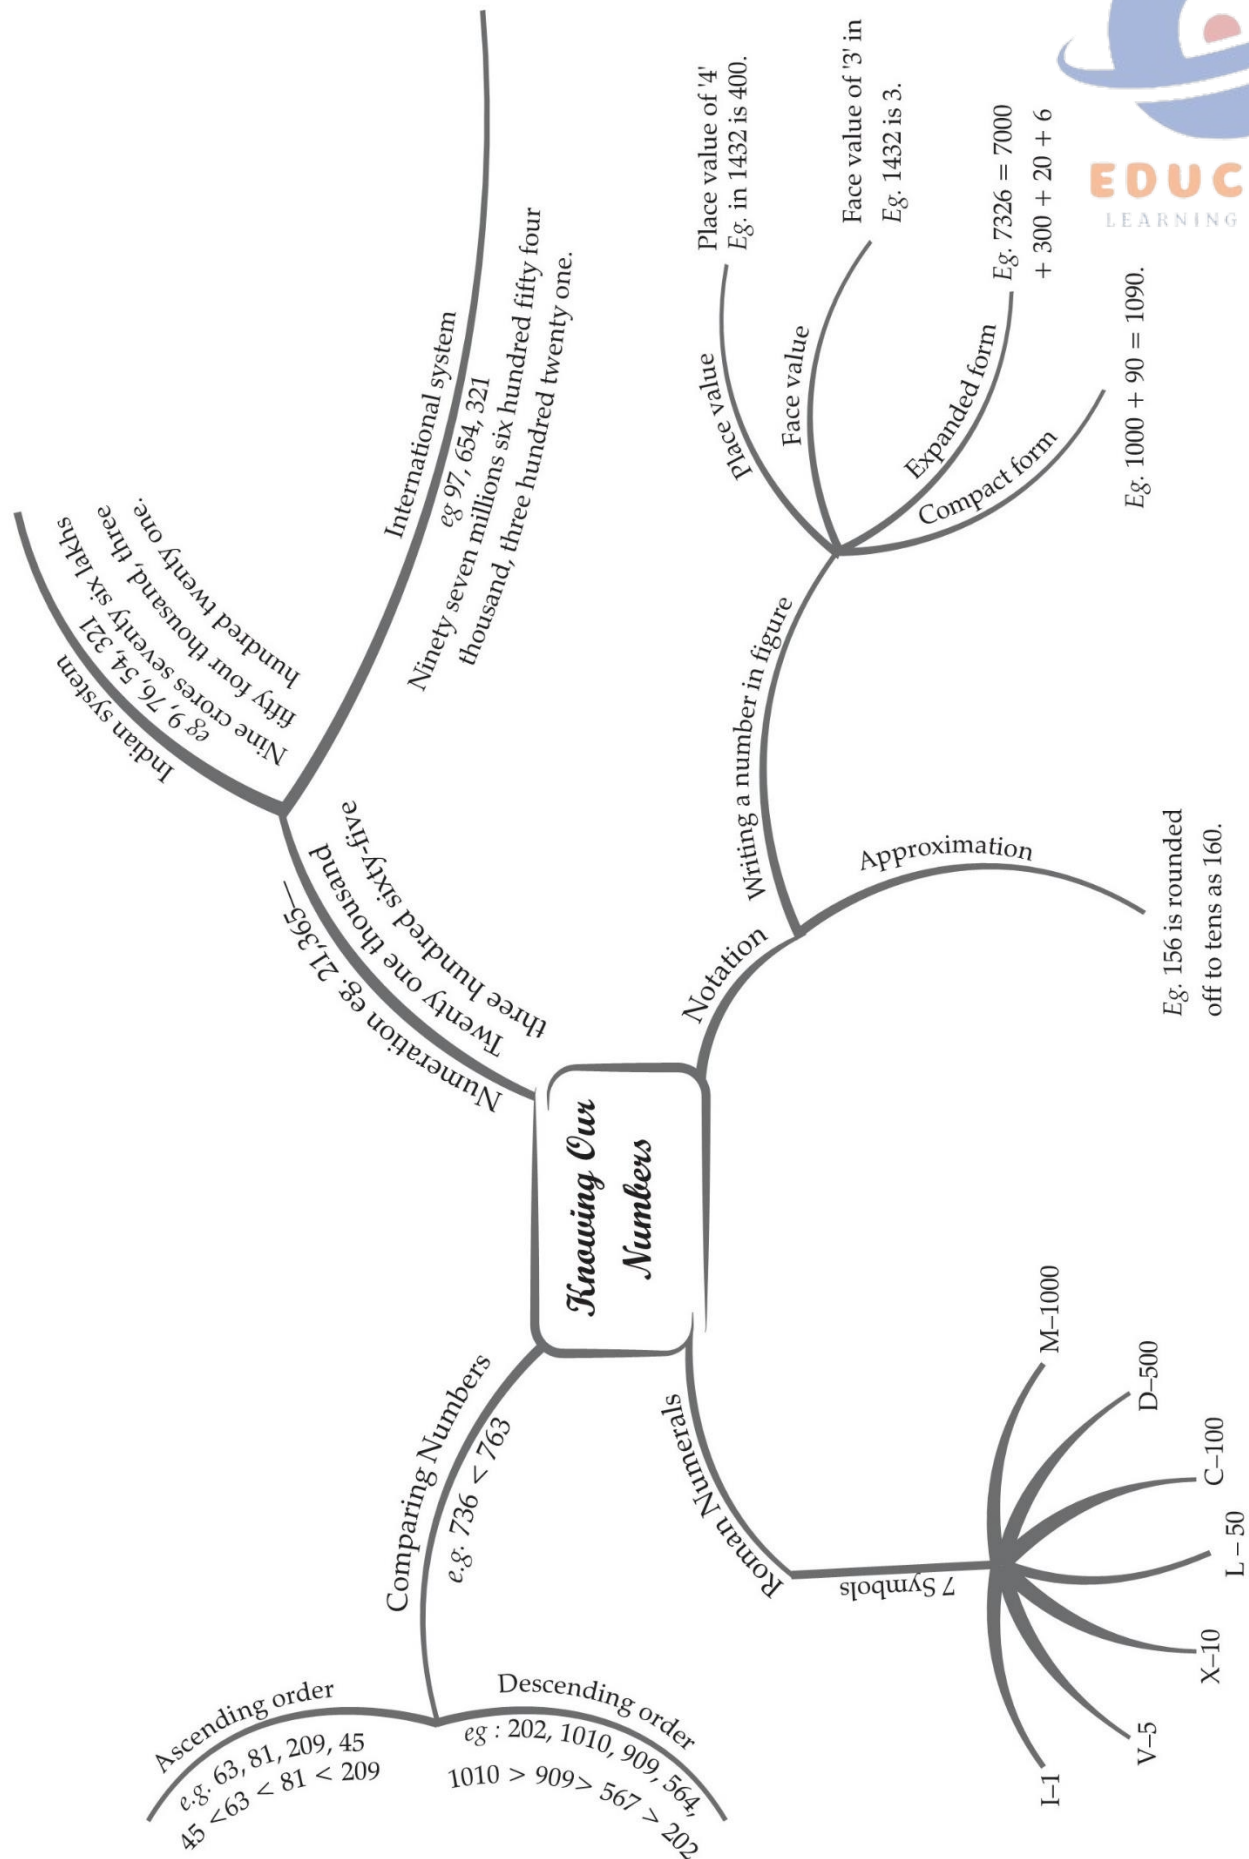 Knowing Our
Numbers
Comparing Numbers
e.g. 736 < 763
Ascending order
e.g. 63, 81, 209, 45
45 <63 < 81 < 209
Descending order
eg : 202, 1010, 909, 564,
1010 > 909> 567 > 202
Numeration eg. 21,365—
Twenty one thousand
three hundred sixty-five
Indian system
eg 9, 76, 54, 321
Nine crores seventy six lakhs
fifty four thousand, three
hundred twenty one.
International system
eg 97, 654, 321
Ninety seven millions six hundred fifty four
thousand, three hundred twenty one.
Notation
Writing a number in figure
Place value
Place value of '4'
Eg. in 1432 is 400.
Face value
Face value of '3' in
Eg. 1432 is 3.
Expanded form
Eg. 7326 = 7000
+ 300 + 20 + 6
Compact form
Eg. 1000 + 90 = 1090.
Approximation
Eg. 156 is rounded
off to tens as 160.
Roman Numerals
7 Symbols
I–1
V–5
X–10
L – 50
C–100
D–500
M–1000
EDUC
LEARNING